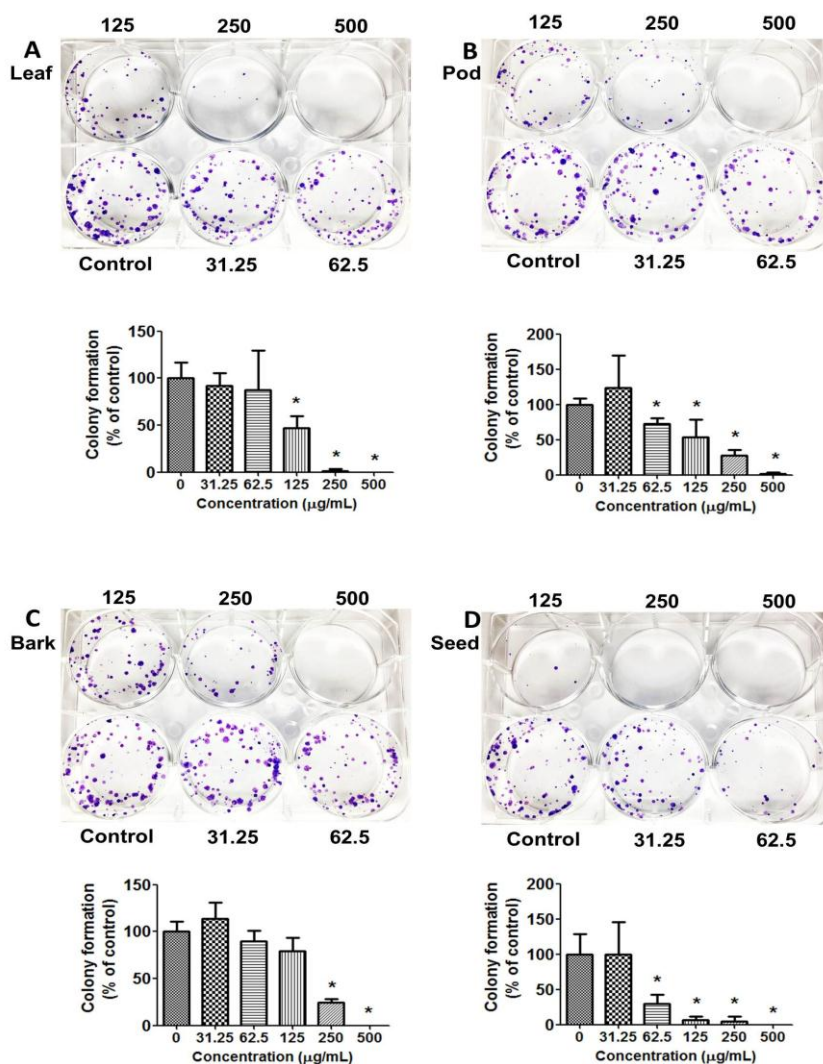 A
125 250 500
Leaf
Control 31.25 62.5
B
125 250 500
Pod
Control 31.25 62.5
Colony formation
(% of control)
150
100
50
0
0 31.25 62.5 125 250 500
* * *
Concentration (µg/mL)
Colony formation
(% of control)
200
150
100
50
0
0 31.25 62.5 125 250 500
* * * *
Concentration (µg/mL)
C
125 250 500
Bark
Control 31.25 62.5
D
125 250 500
Seed
Control 31.25 62.5
Colony formation
(% of control)
150
100
50
0
0 31.25 62.5 125 250 500
* *
Concentration (µg/mL)
Colony formation
(% of control)
200
150
100
50
0
0 31.25 62.5 125 250 500
* * * *
Concentration (µg/mL)